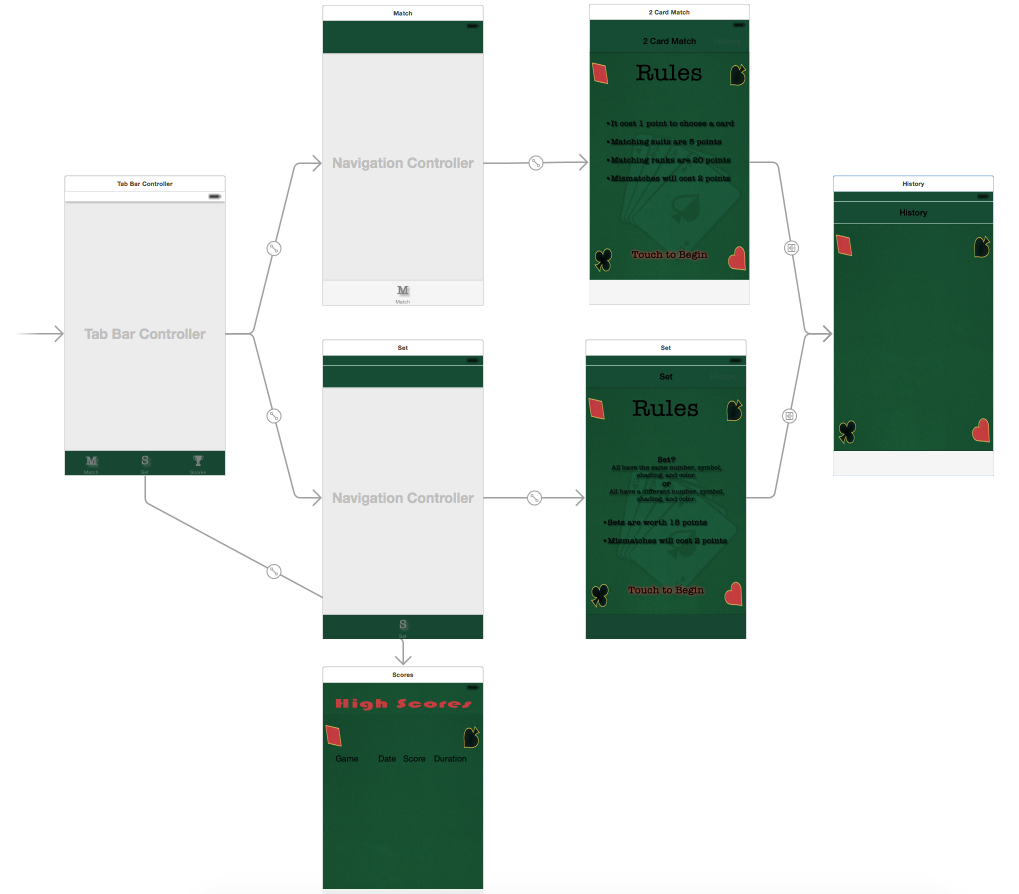 Match
2 Card Match
2 Card Match
Rules
•It cost 1 point to choose a card
•Matching suits are 5 points
•Matching ranks are 20 points
•Mismatches will cost 2 points
Touch to Begin
Navigation Controller
M
Match
Tab Bar Controller
Tab Bar Controller
M
S
Match
Set
Scores
History
History
Set
Navigation Controller
S
Set
Set
Set
Rules
Set?
All have the same number, symbol,
shading, and color.
OR
All have a different number, symbol,
shading, and color.
•Sets are worth 15 points
•Mismatches will cost 2 points
Touch to Begin
Scores
High Scores
Game Date Score Duration